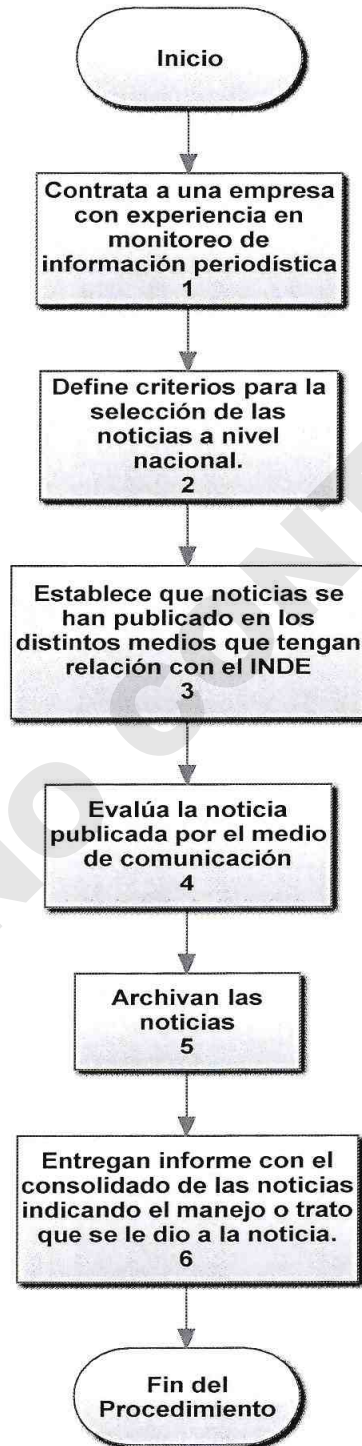 Inicio
Contrata a una empresa
con experiencia en
monitoreo de
información periodística
1
Define criterios para la
selección de las
noticias a nivel
nacional.
2
Establece que noticias se
han publicado en los
distintos medios que tengan
relación con el INDE
3
Evalúa la noticia
publicada por el medio
de comunicación
4
Archivan las
noticias
5
Entregan informe con el
consolidado de las noticias
indicando el manejo o trato
que se le dio a la noticia.
6
Fin del
Procedimiento
NO CONT